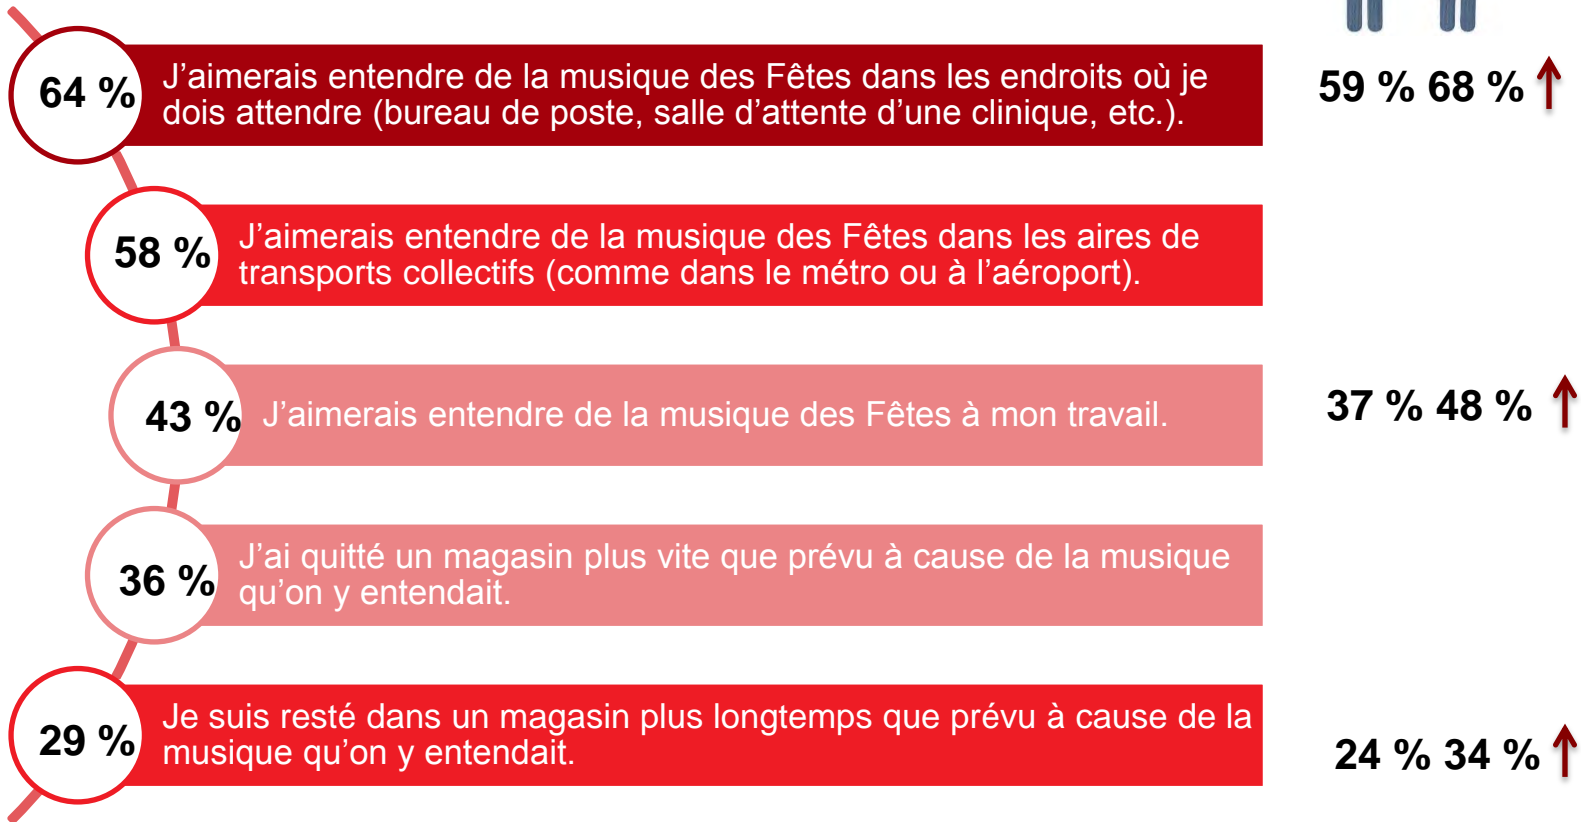 64 %
J’aimerais entendre de la musique des Fêtes dans les endroits où je
dois attendre (bureau de poste, salle d’attente d’une clinique, etc.).
59 % 68 %
58 %
J’aimerais entendre de la musique des Fêtes dans les aires de
transports collectifs (comme dans le métro ou à l’aéroport).
43 %
J’aimerais entendre de la musique des Fêtes à mon travail.
37 % 48 %
36 %
J’ai quitté un magasin plus vite que prévu à cause de la musique
qu’on y entendait.
29 %
Je suis resté dans un magasin plus longtemps que prévu à cause de la
musique qu’on y entendait.
24 % 34 %